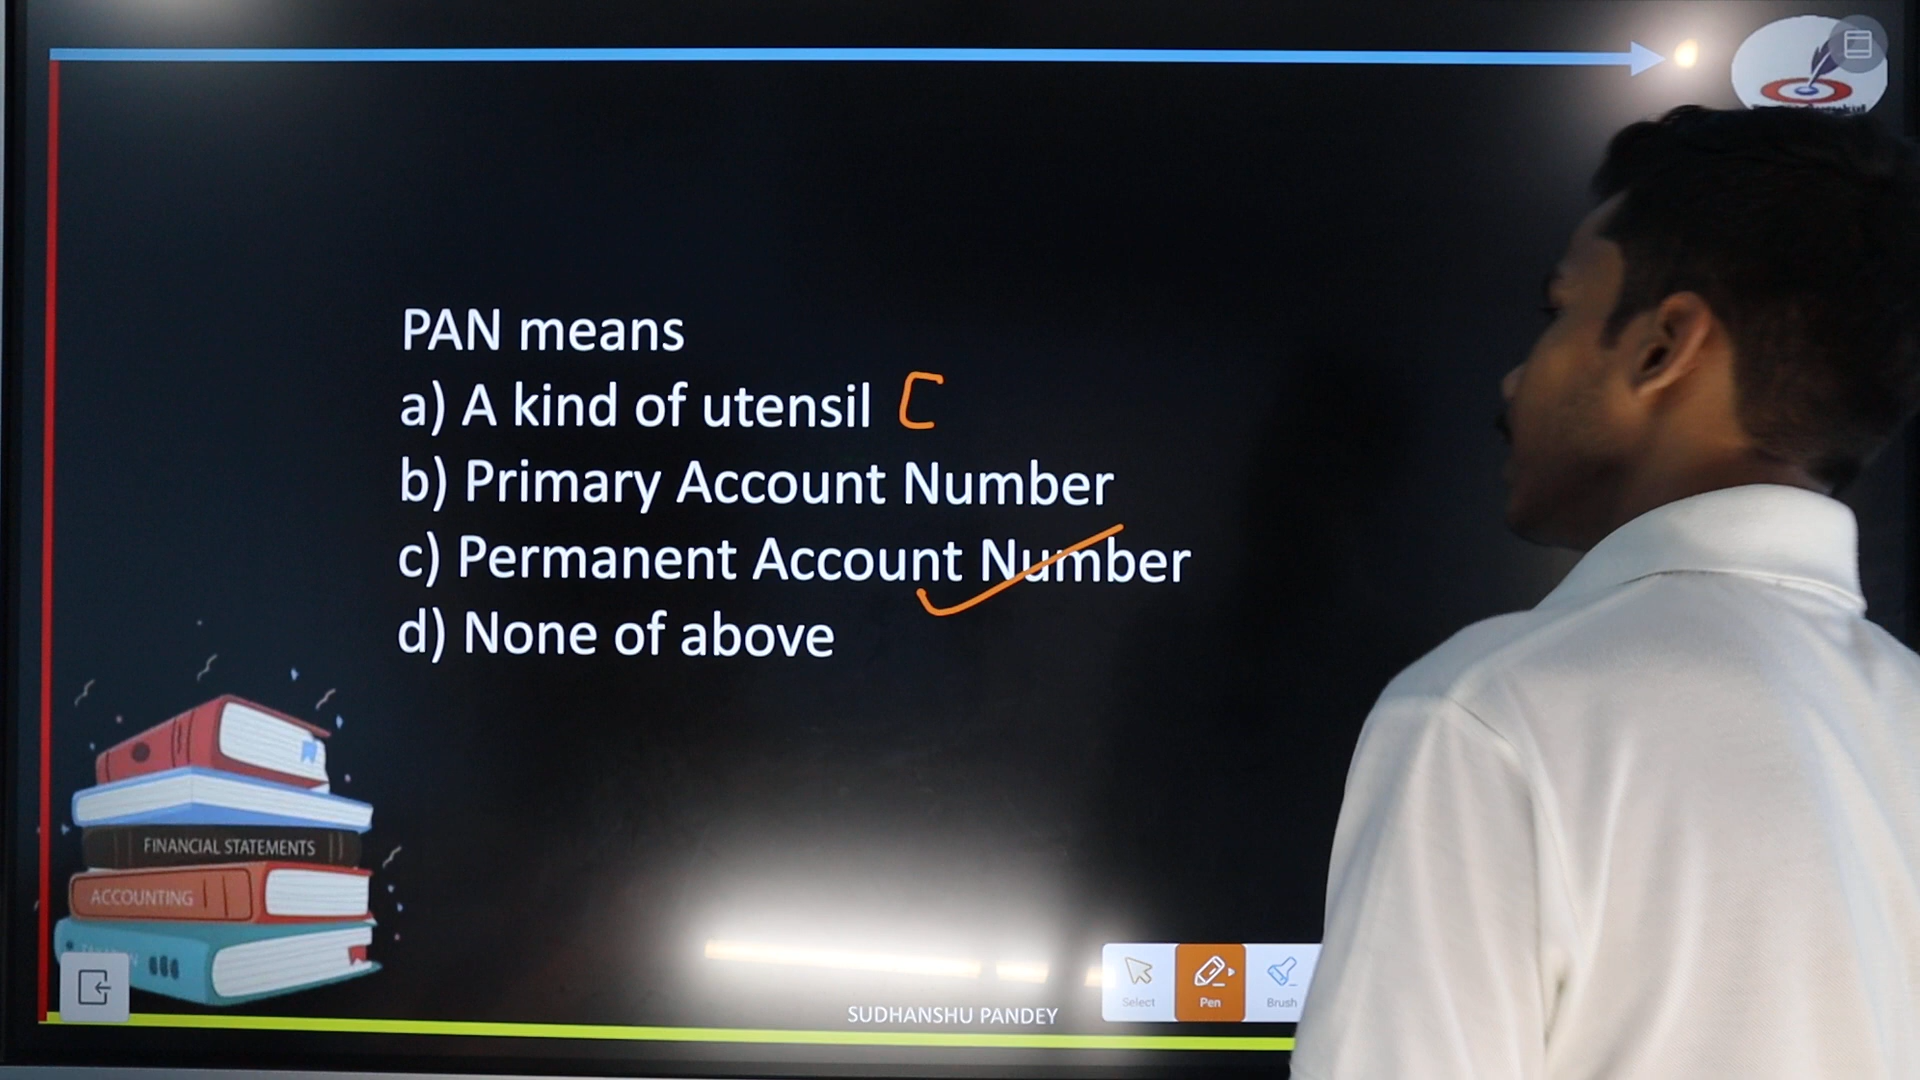 PAN means
a) A kind of utensil C
b) Primary Account Number
c) Permanent Account Number
d) None of above
FINANCIAL STATEMENTS
ACCOUNTING
SUDHANSHU PANDEY
Select Pen Brush